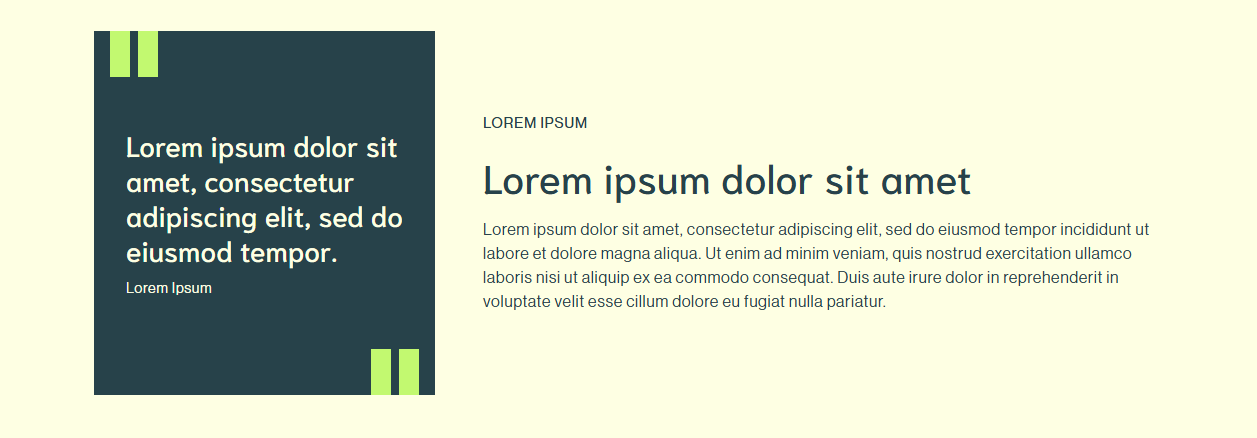 Lorem ipsum dolor sit
amet, consectetur
adipiscing elit, sed do
eiusmod tempor.
Lorem Ipsum
LOREM IPSUM
Lorem ipsum dolor sit amet
Lorem ipsum dolor sit amet, consectetur adipiscing elit, sed do eiusmod tempor incididunt ut
labore et dolore magna aliqua. Ut enim ad minim veniam, quis nostrud exercitation ullamco
laboris nisi ut aliquip ex ea commodo consequat. Duis aute irure dolor in reprehenderit in
voluptate velit esse cillum dolore eu fugiat nulla pariatur.